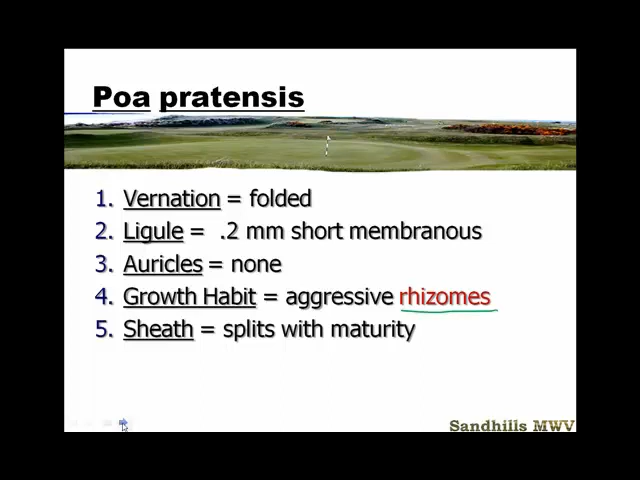 Poa pratensis
1. Vernation = folded
2. Ligule = .2 mm short membranous
3. Auricles = none
4. Growth Habit = aggressive rhizomes
5. Sheath = splits with maturity
Sandhills MWV